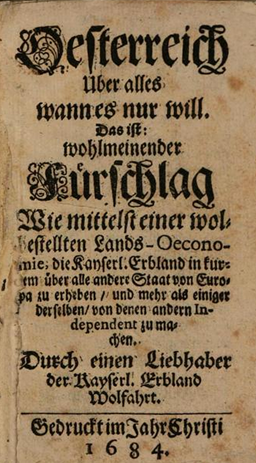 Oesterreich
Uber alles
wann es nur will.
Das ist:
wohlmeinender
Fürschlag
Wie mittelst einer wol-
bestellten Lands-Oecono-
mie, die Kayserl. Erbland in kur-
zem über alle andere Staat von Euro-
pa zu erheben / und mehr als einiger
derselben / von denen andern In-
dependent zu ma-
chen.
Durch einen Liebhaber
der Kayserl. Erbland
Wolfahrt.
Gedruckt im Jahr Christi
1684.